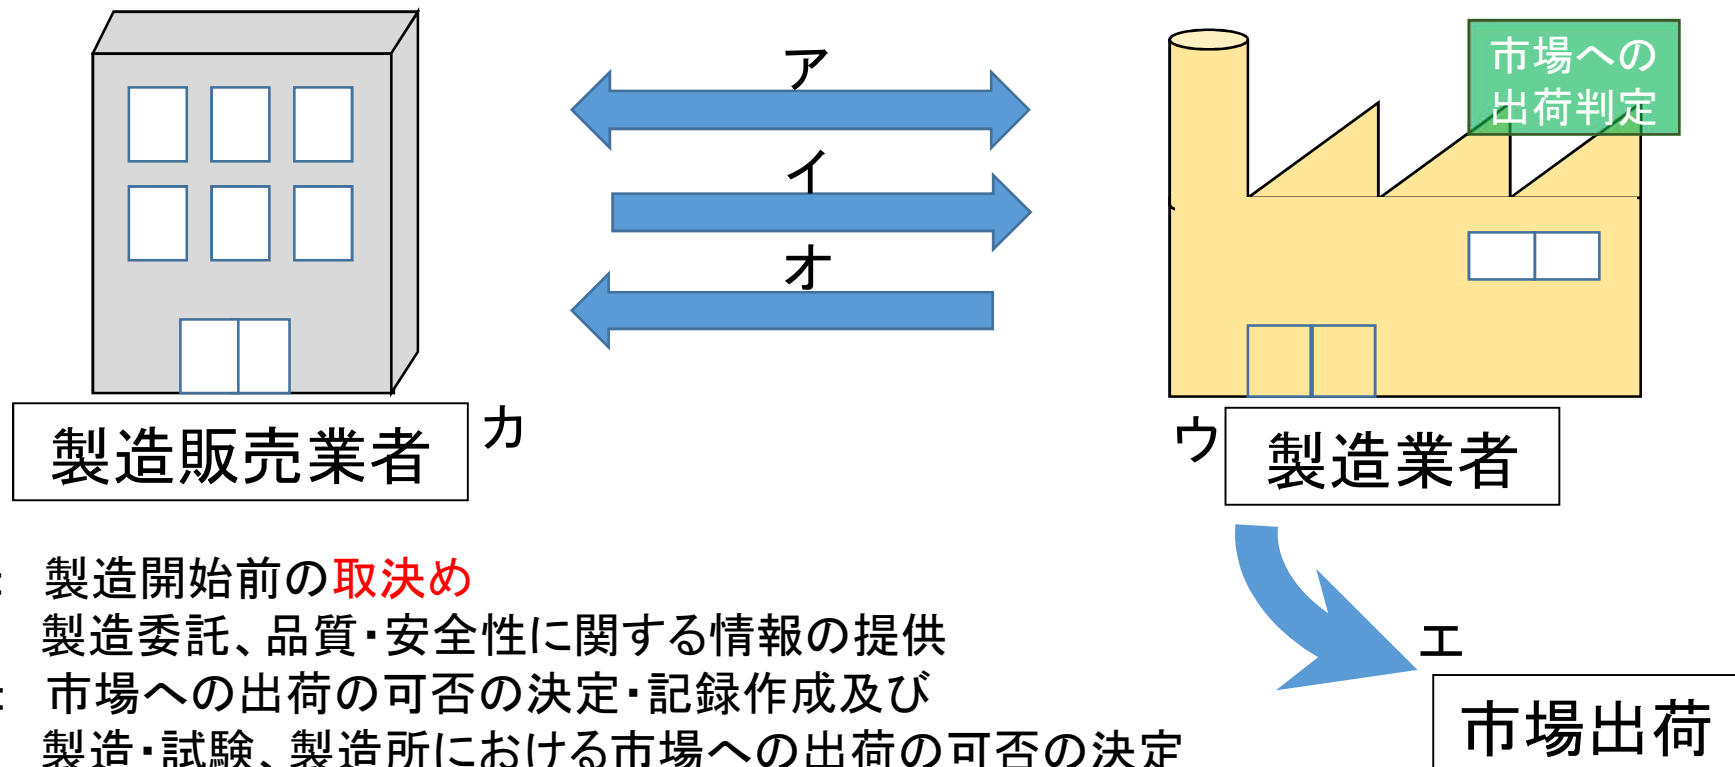 ア
市場への
出荷判定
イ
オ
製造販売業者
カ
ウ
製造業者
: 製造開始前の取決め
製造委託、品質・安全性に関する情報の提供
エ
: 市場への出荷の可否の決定・記録作成及び
製造・試験、製造所における市場への出荷の可否の決定
市場出荷